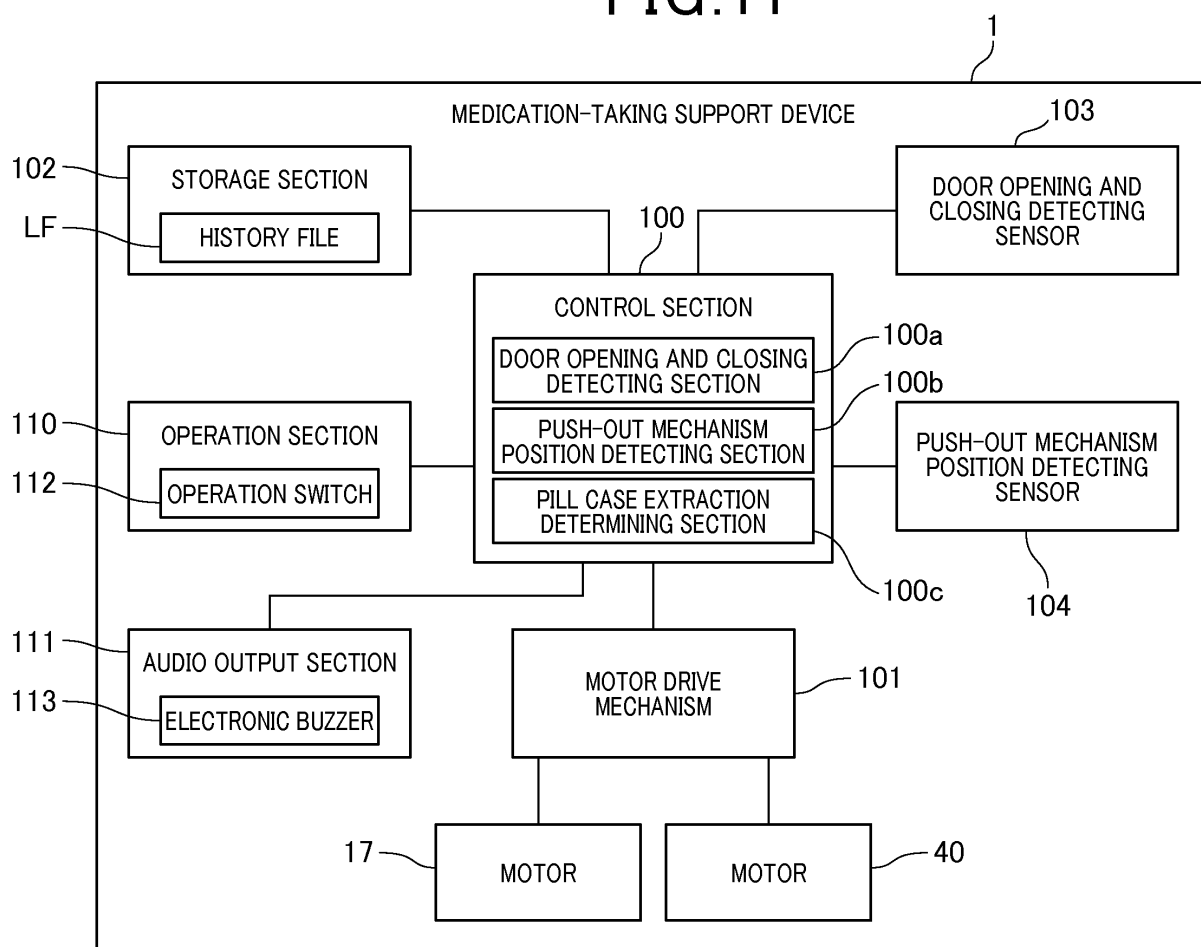 FIG.11
1
MEDICATION-TAKING SUPPORT DEVICE
102
STORAGE SECTION
LF
HISTORY FILE
103
DOOR OPENING AND
CLOSING DETECTING
SENSOR
100
CONTROL SECTION
100a
DOOR OPENING AND CLOSING
DETECTING SECTION
100b
PUSH-OUT MECHANISM
POSITION DETECTING SECTION
PILL CASE EXTRACTION
DETERMINING SECTION
100c
110
OPERATION SECTION
112
OPERATION SWITCH
PUSH-OUT MECHANISM
POSITION DETECTING
SENSOR
104
111
AUDIO OUTPUT SECTION
113
ELECTRONIC BUZZER
MOTOR DRIVE
MECHANISM
101
17
MOTOR
MOTOR
40